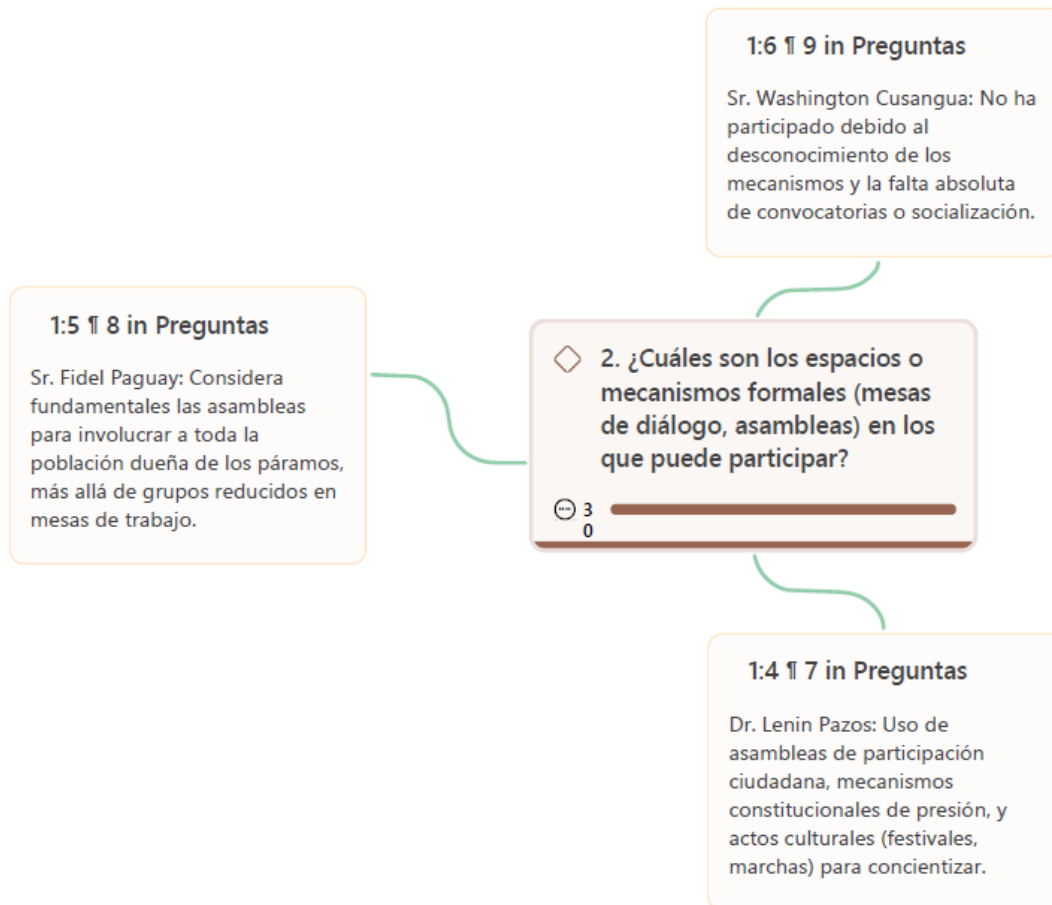 1:6 ¶ 9 in Preguntas
Sr. Washington Cusangua: No ha
participado debido al
desconocimiento de los
mecanismos y la falta absoluta
de convocatorias o socialización.
1:5 ¶ 8 in Preguntas
Sr. Fidel Paguay: Considera
fundamentales las asambleas
para involucrar a toda la
población dueña de los páramos,
más allá de grupos reducidos en
mesas de trabajo.
2. ¿Cuáles son los espacios o
mecanismos formales (mesas
de diálogo, asambleas) en los
que puede participar?
3
0
1:4 ¶ 7 in Preguntas
Dr. Lenin Pazos: Uso de
asambleas de participación
ciudadana, mecanismos
constitucionales de presión, y
actos culturales (festivales,
marchas) para concientizar.